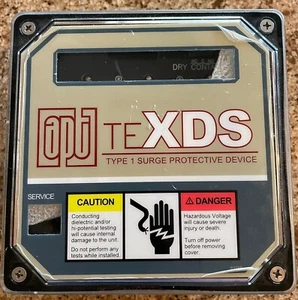 DRY CONTACT
apt
TEXDS
TYPE 1 SURGE PROTECTIVE DEVICE
SERVICE
CAUTION
Conducting
dielectric and/or
hi-potential testing
will cause internal
damage to the unit.
Do not perform any
tests while installed.
DANGER
Hazardous Voltage
will cause severe
injury or death.
Turn off power
before removing
cover.